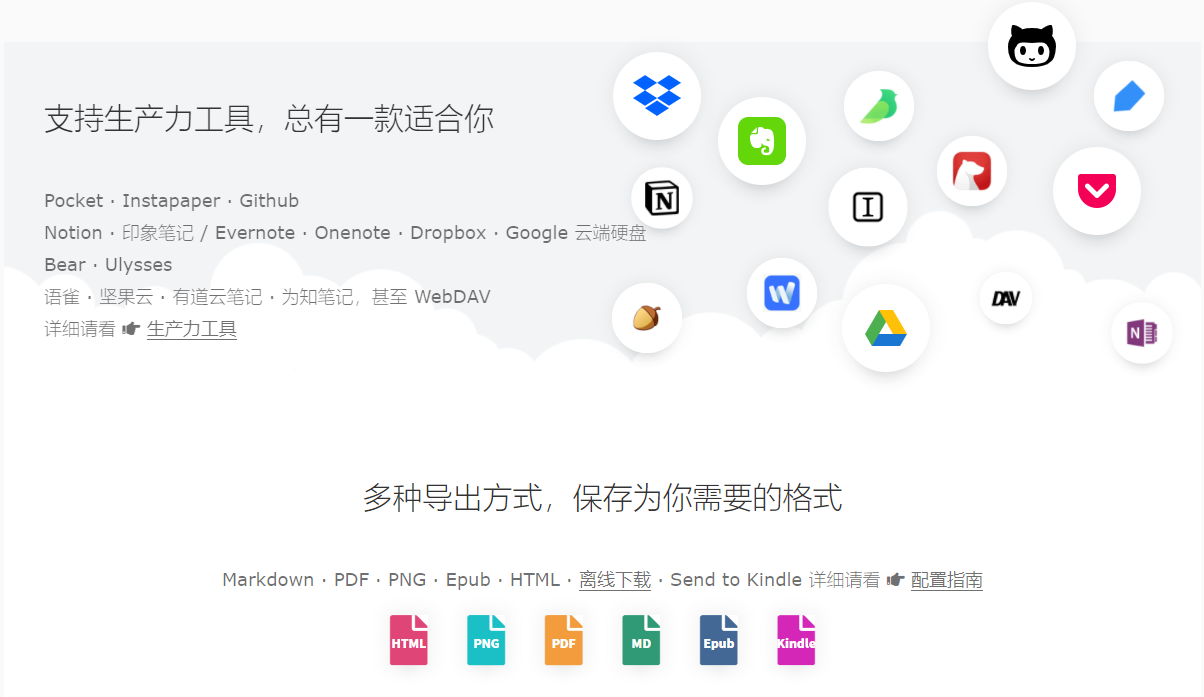 支持生产力工具，总有一款适合你
Pocket · Instapaper · Github
Notion · 印象笔记 / Evernote · Onenote · Dropbox · Google 云端硬盘
Bear · Ulysses
语雀 · 坚果云 · 有道云笔记 · 为知笔记，甚至 WebDAV
详细请看 ☛ 生产力工具
N
I
W
DAV
N
多种导出方式，保存为你需要的格式
Markdown · PDF · PNG · Epub · HTML · 离线下载 · Send to Kindle 详细请看 ☛ 配置指南
HTML
PNG
PDF
MD
Epub
Kindle